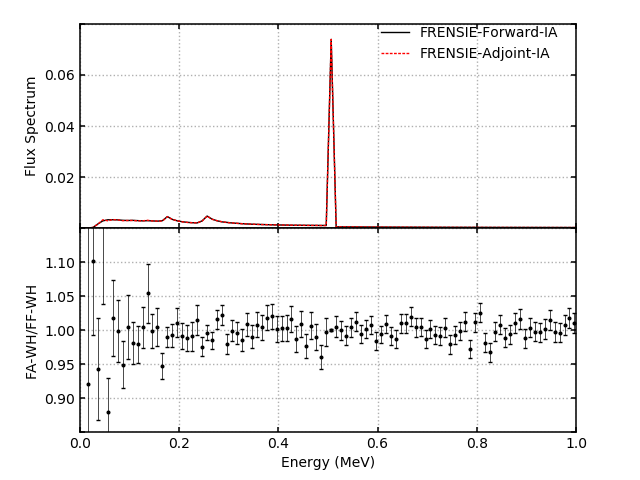 FRENSIE-Forward-IA
FRENSIE-Adjoint-IA
Flux Spectrum
0.06
0.04
0.02
FA-WH/FF-WH
1.10
1.05
1.00
0.95
0.90
0.0 0.2 0.4 0.6 0.8 1.0
Energy (MeV)